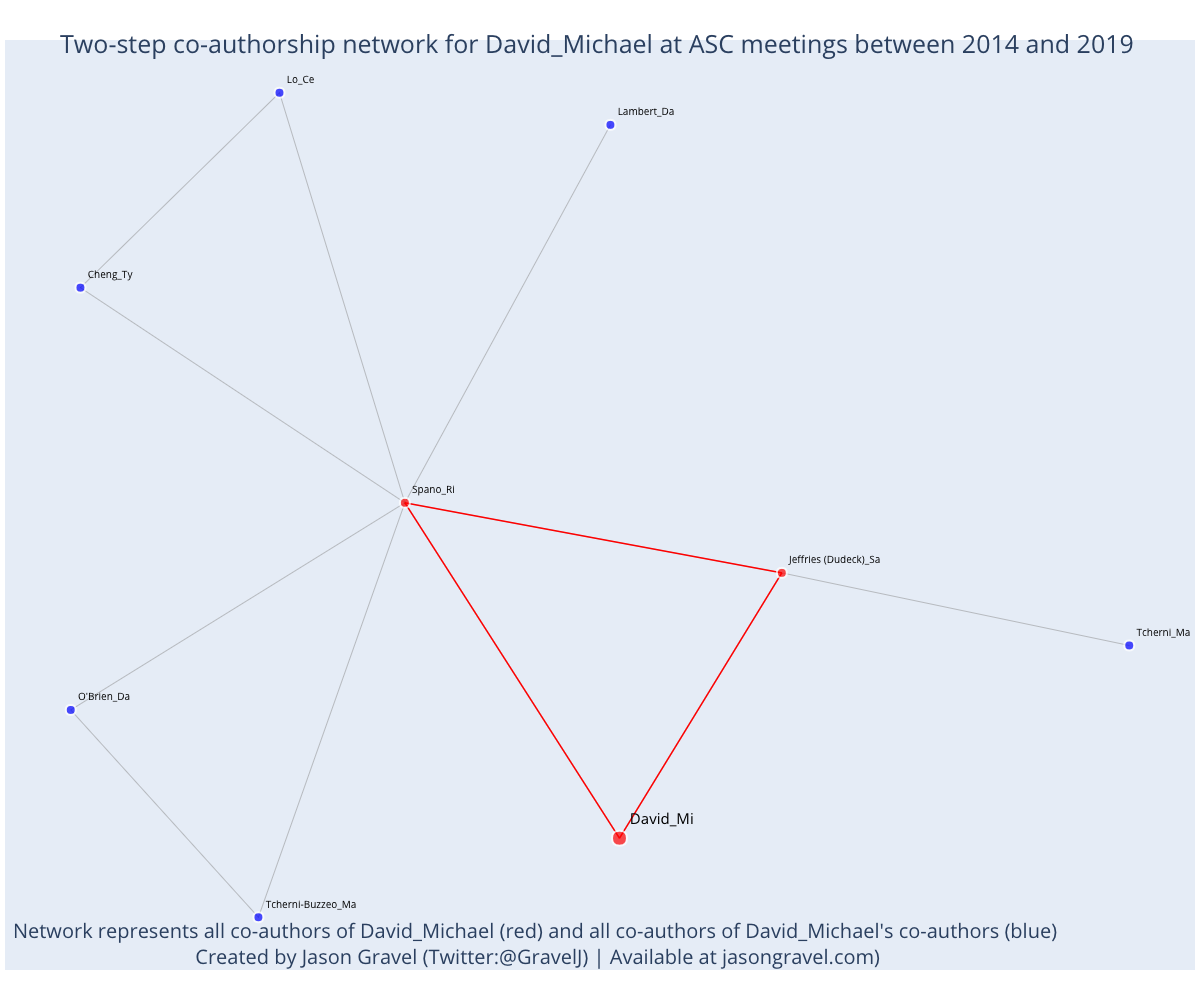 Two-step co-authorship network for David_Michael at ASC meetings between 2014 and 2019
Lo_Ce
Lambert_Da
Cheng_Ty
Spano_Ri
Jeffries (Dudeck)_Sa
Tcherni_Ma
O'Brien_Da
David_Mi
Tcherni-Buzzeo_Ma
Network represents all co-authors of David_Michael (red) and all co-authors of David_Michael's co-authors (blue)
Created by Jason Gravel (Twitter:@GravelJ) | Available at jasongravel.com)